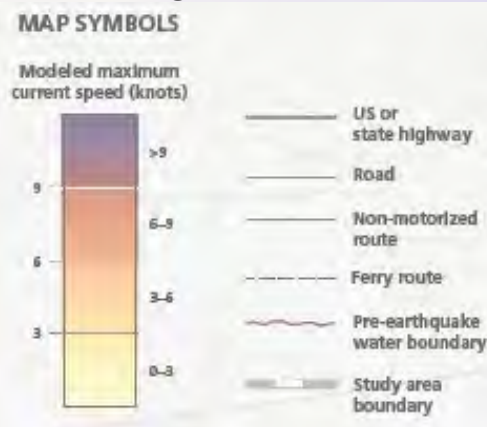 MAP SYMBOLS
Modeled maximum
current speed (knots)
>9
9
6–9
6
3–6
3
0–3
US or
state highway
Road
Non-motorized
route
Ferry route
Pre-earthquake
water boundary
Study area
boundary